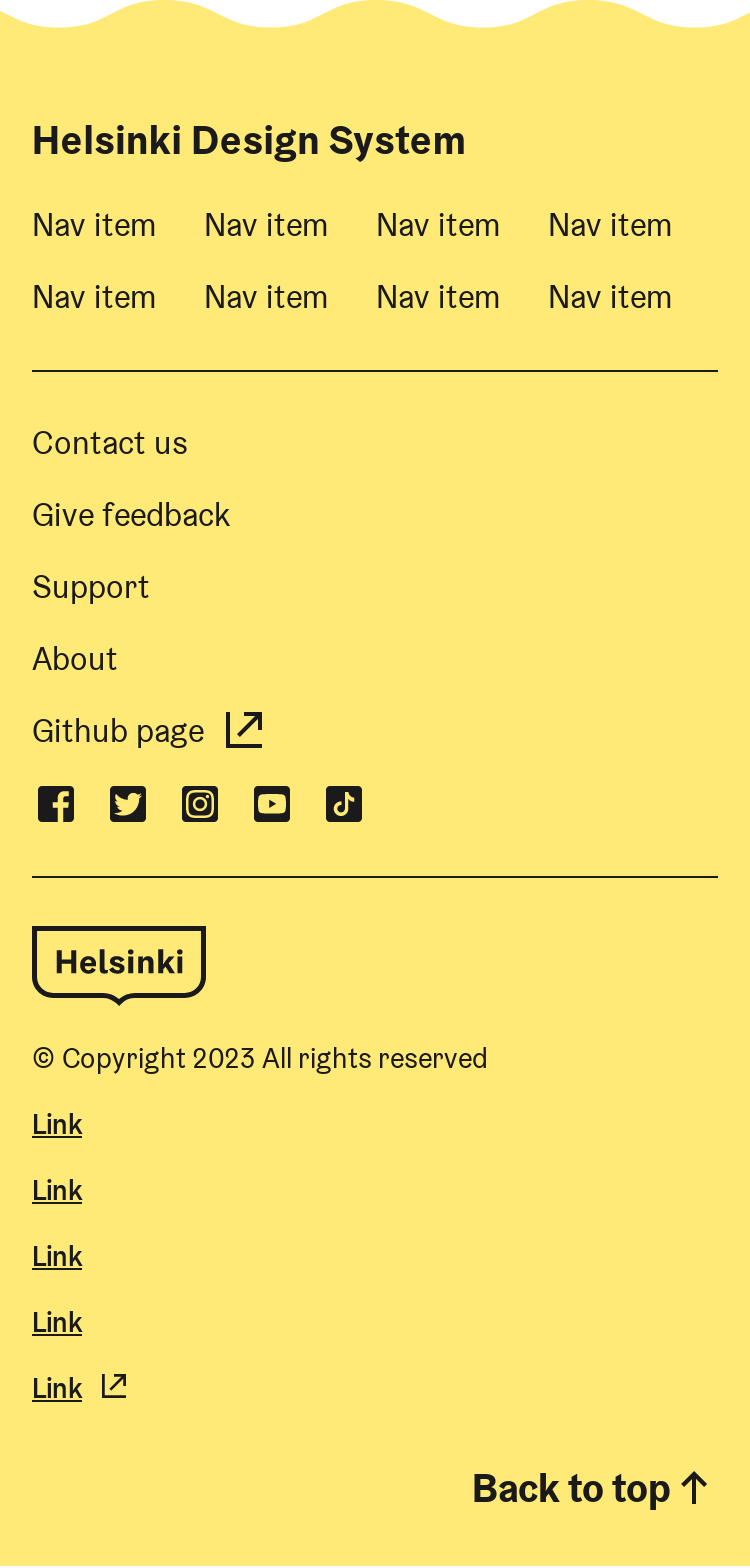 Helsinki Design System
Nav item Nav item Nav item Nav item
Nav item Nav item Nav item Nav item
Contact us
Give feedback
Support
About
Github page
Helsinki
© Copyright 2023 All rights reserved
Link
Link
Link
Link
Link
Back to top